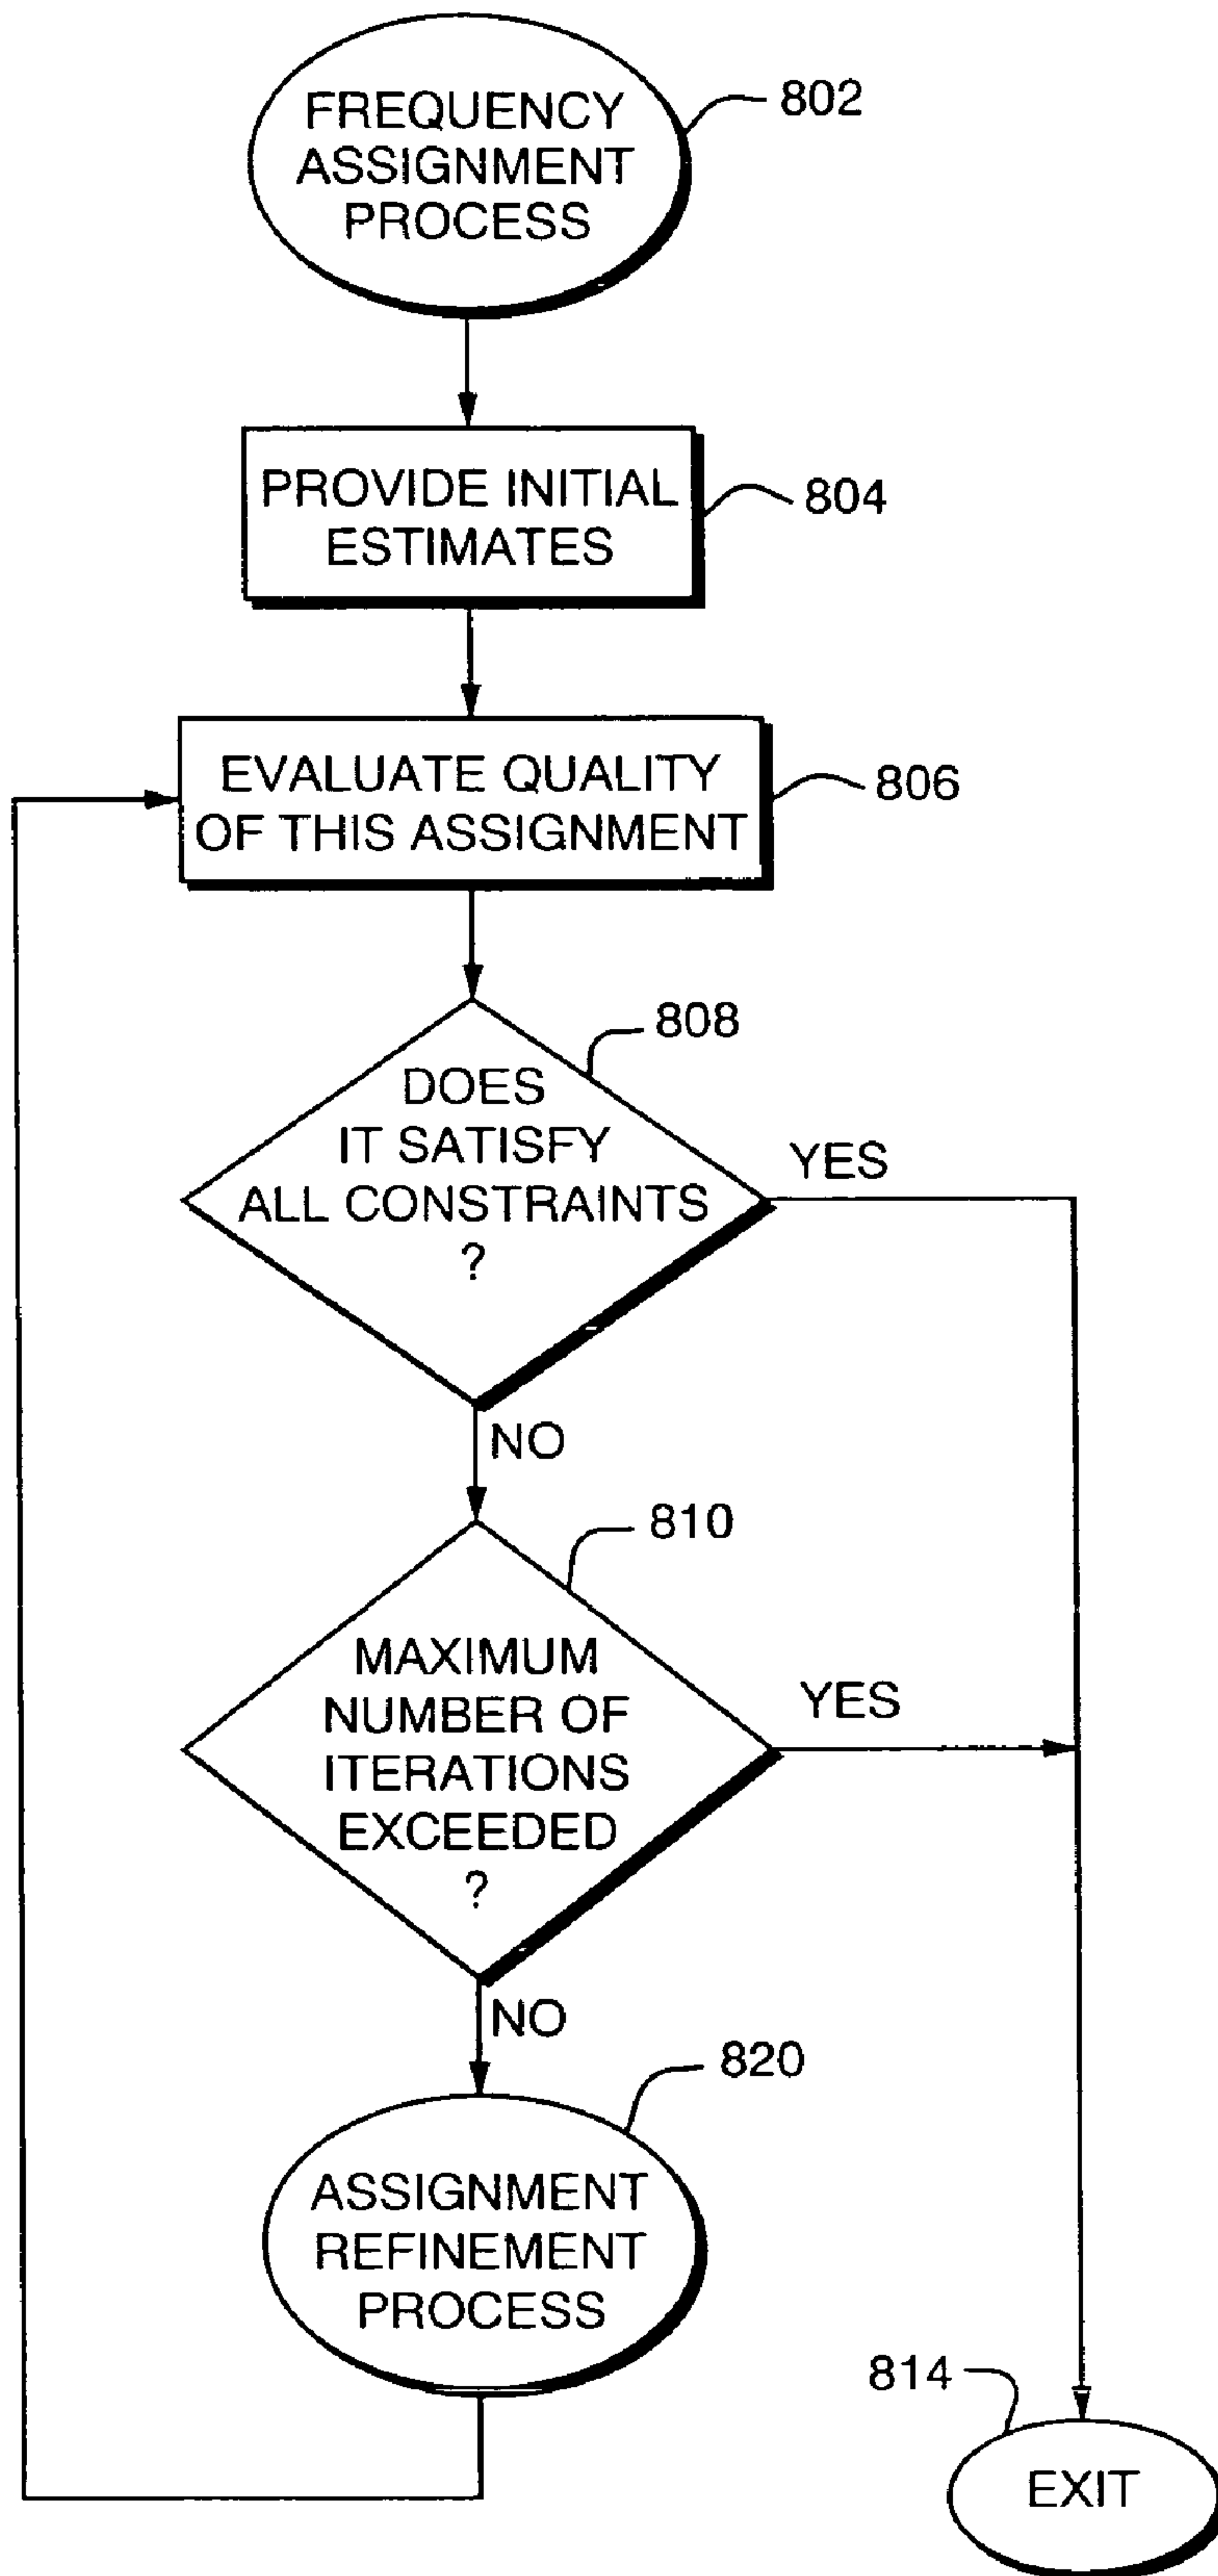 FREQUENCY
ASSIGNMENT
PROCESS
802
PROVIDE INITIAL
ESTIMATES
804
EVALUATE QUALITY
OF THIS ASSIGNMENT
806
808
DOES
IT SATISFY
ALL CONSTRAINTS
?
YES
NO
810
MAXIMUM
NUMBER OF
ITERATIONS
EXCEEDED
?
YES
NO
820
ASSIGNMENT
REFINEMENT
PROCESS
814
EXIT